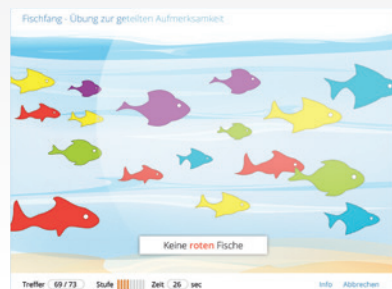 Fischfang - Übung zur geteilten Aufmerksamkeit
Keine roten Fische
Treffer 69 / 73 Stufe Zeit 26 sec Info Abbrechen